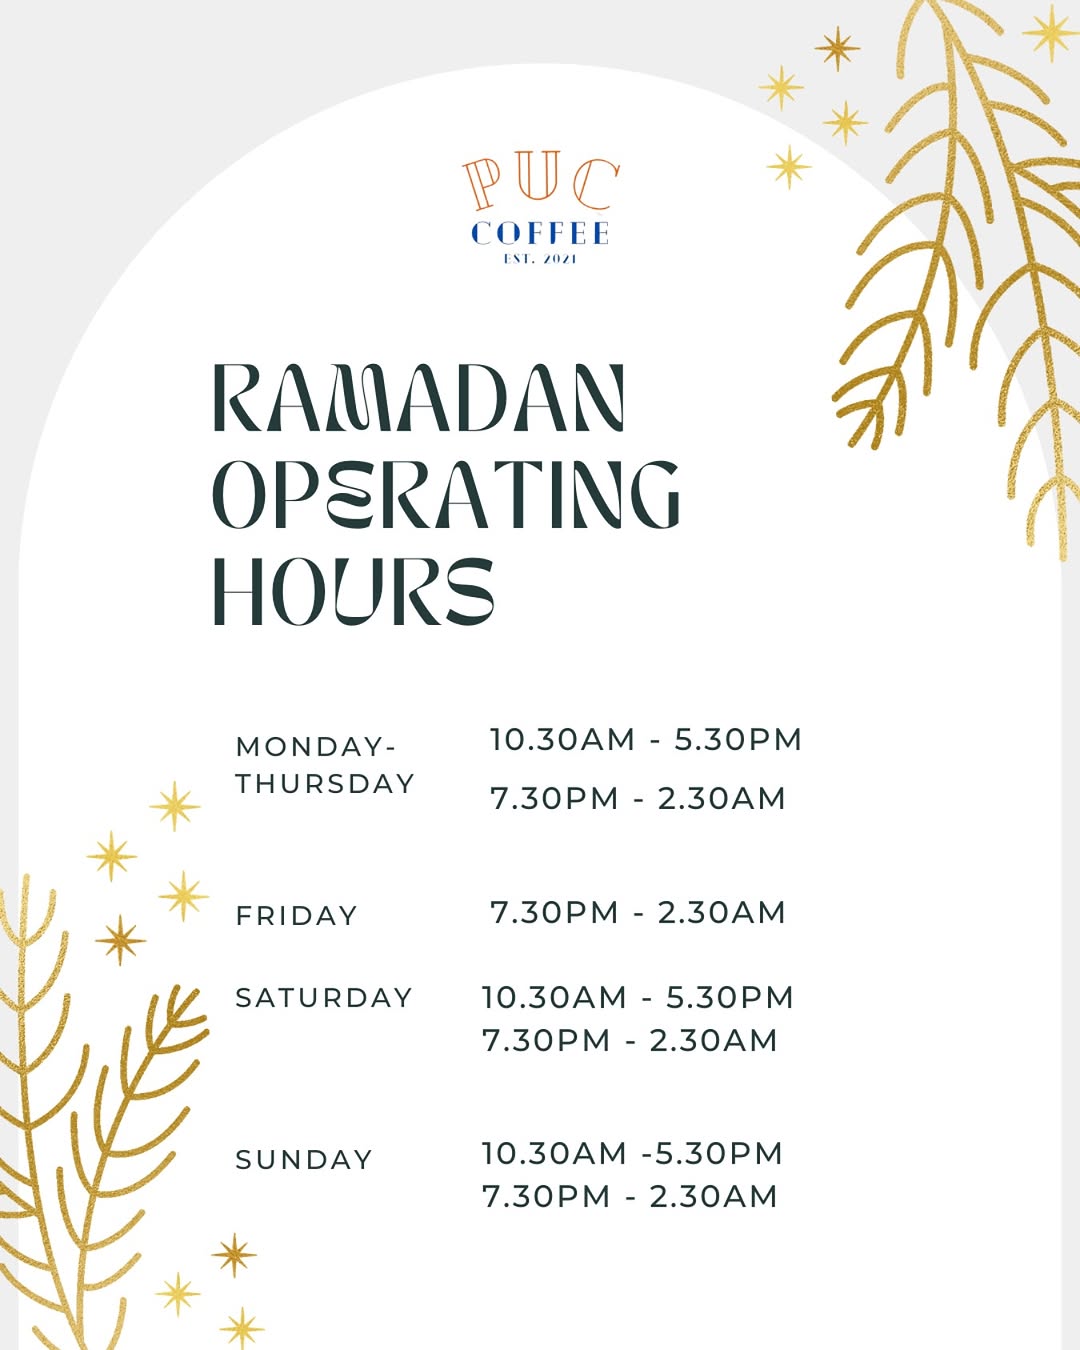 PUC
COFFEE
EST. 2021
RAMADAN
OPERATING
HOURS
MONDAY-
THURSDAY
10.30AM - 5.30PM
7.30PM - 2.30AM
FRIDAY
7.30PM - 2.30AM
SATURDAY
10.30AM - 5.30PM
7.30PM - 2.30AM
SUNDAY
10.30AM -5.30PM
7.30PM - 2.30AM